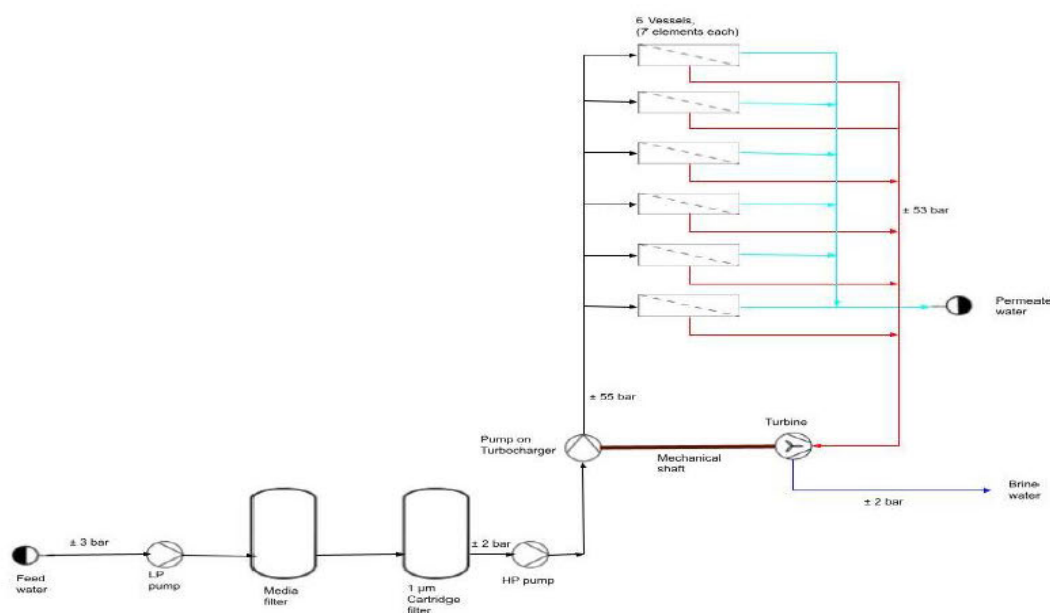 6 Vessels,
(7 elements each)
± 53 bar
Permeate
water
± 55 bar
Pump on
Turbocharger
Turbine
Mechanical
shaft
Brine
water
± 2 bar
± 3 bar
± 2 bar
Feed
water
LP
pump
Media
filter
1 µm
Cartridge
filter
HP pump